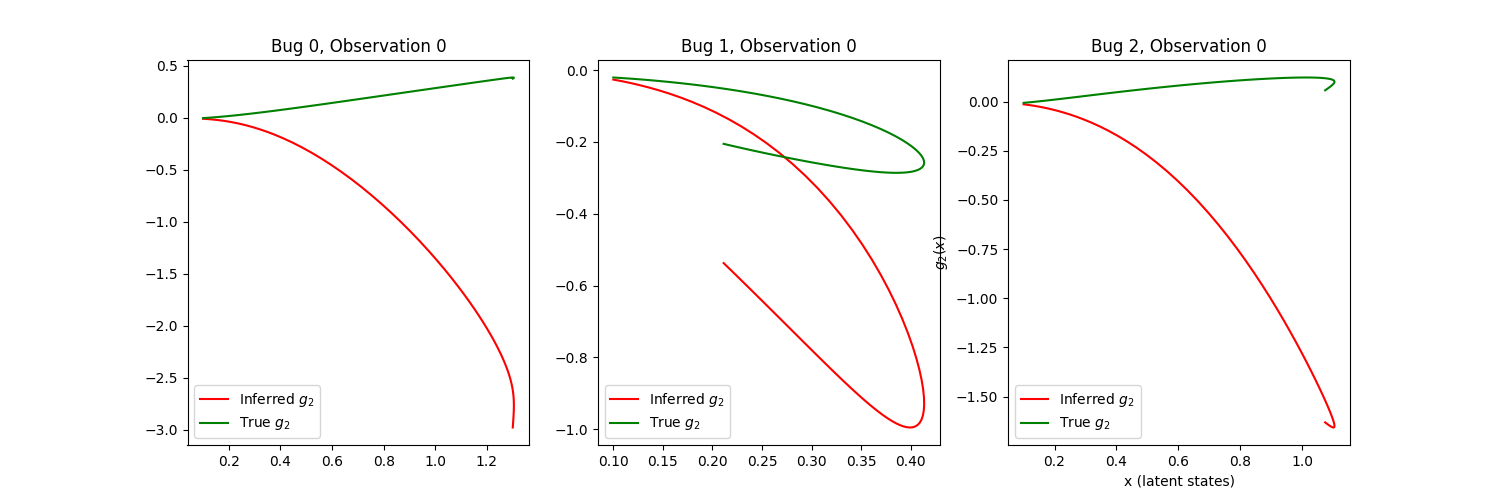 Bug 0, Observation 0
0.5
0.0
−0.5
−1.0
−1.5
−2.0
−2.5
−3.0
0.2 0.4 0.6 0.8 1.0 1.2
Inferred g₂
True g₂
Bug 1, Observation 0
0.0
−0.2
−0.4
−0.6
−0.8
−1.0
0.10 0.15 0.20 0.25 0.30 0.35 0.40
Inferred g₂
True g₂
Bug 2, Observation 0
g₂(x)
0.00
−0.25
−0.50
−0.75
−1.00
−1.25
−1.50
0.2 0.4 0.6 0.8 1.0
x (latent states)
Inferred g₂
True g₂